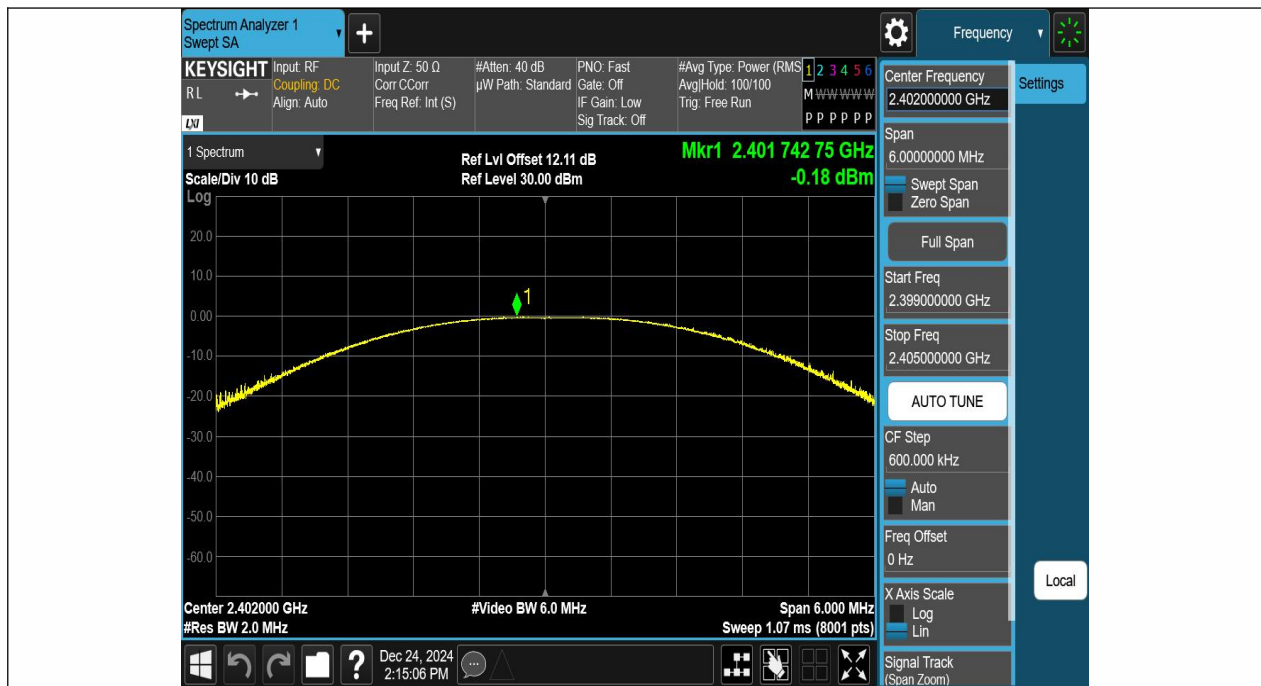 Spectrum Analyzer 1
Swept SA
+
Frequency
KEYSIGHT
R L
LXI
Input: RF
Coupling: DC
Align: Auto
Input Z: 50 Ω
Corr CCorr
Freq Ref: Int (S)
#Atten: 40 dB
µW Path: Standard
PNO: Fast
Gate: Off
IF Gain: Low
Sig Track: Off
#Avg Type: Power (RMS
Avg|Hold: 100/100
Trig: Free Run
1 2 3 4 5 6
M W W W W W
P P P P P P
1 Spectrum
Scale/Div 10 dB
Ref Lvl Offset 12.11 dB
Ref Level 30.00 dBm
Mkr1 2.401 742 75 GHz
-0.18 dBm
Log
20.0
10.0
0.00
-10.0
-20.0
-30.0
-40.0
-50.0
-60.0
1
Center 2.402000 GHz
#Res BW 2.0 MHz
#Video BW 6.0 MHz
Span 6.000 MHz
Sweep 1.07 ms (8001 pts)
?
Dec 24, 2024
2:15:06 PM
Center Frequency
2.402000000 GHz
Span
6.00000000 MHz
Swept Span
Zero Span
Full Span
Start Freq
2.399000000 GHz
Stop Freq
2.405000000 GHz
AUTO TUNE
CF Step
600.000 kHz
Auto
Man
Freq Offset
0 Hz
X Axis Scale
Log
Lin
Signal Track
(Span Zoom)
Settings
Local